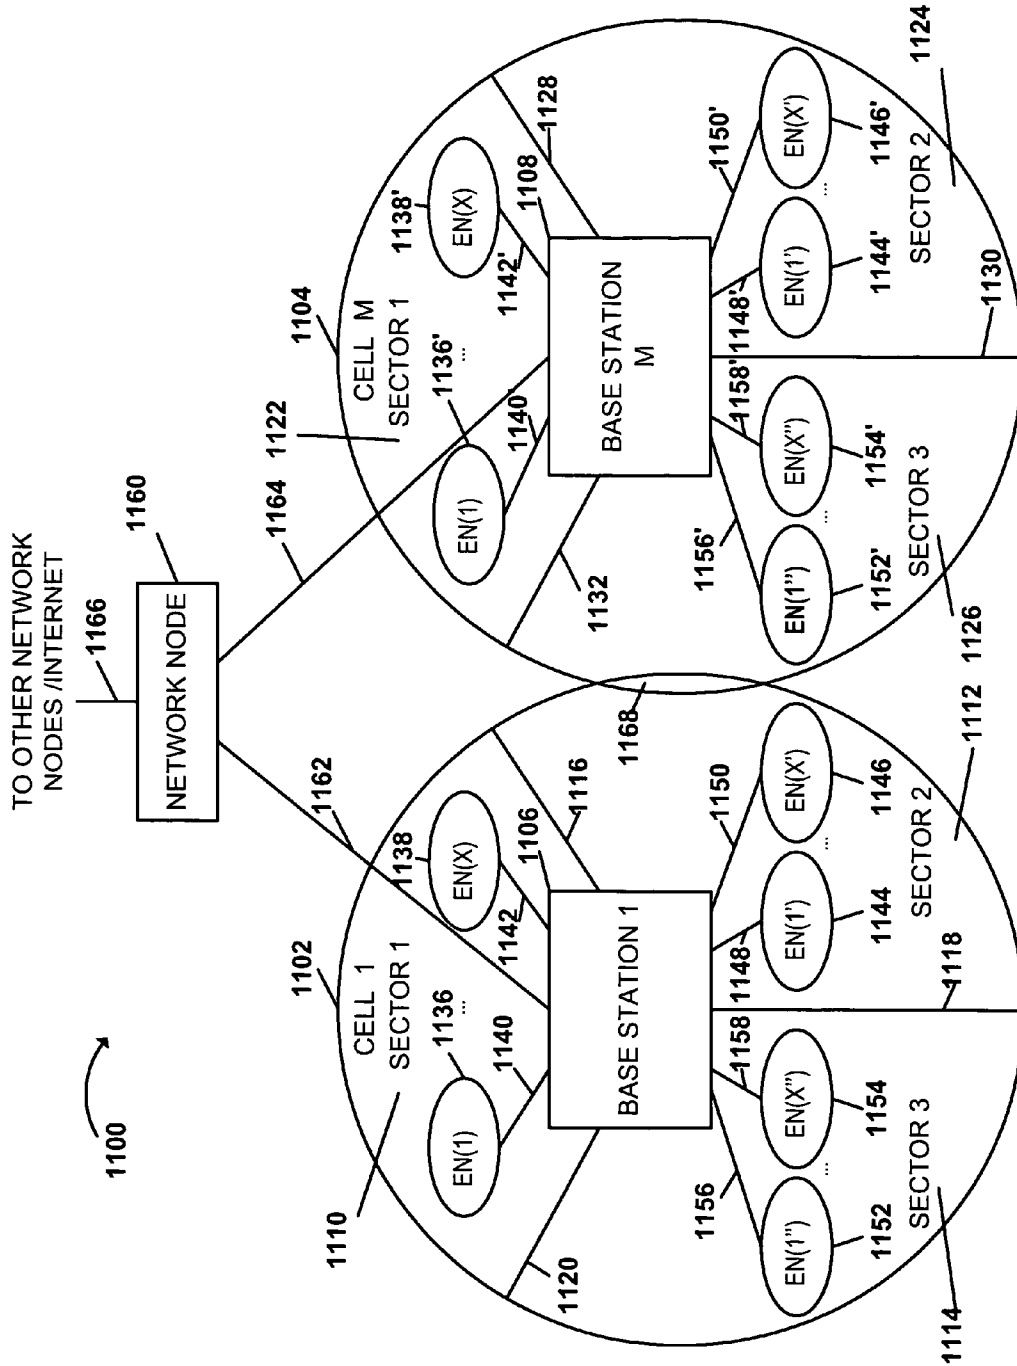 TO OTHER NETWORK
NODES /INTERNET
1166
NETWORK NODE
1160
1162
1164
1100
1102
CELL 1
SECTOR 1
1110
EN(1)
1136
...
1140
EN(X)
1138
1142
1106
BASE STATION 1
1116
1120
1156
EN(1'')
1152
...
EN(X'')
1154
1158
SECTOR 3
1114
1118
1148
EN(1')
1144
...
EN(X')
1146
1150
SECTOR 2
1112
1168
1104
CELL M
SECTOR 1
1122
EN(1)
1136'
...
1140'
EN(X)
1138'
1142'
1108
BASE STATION
M
1128
1132
1156'
EN(1'')
1152'
...
EN(X'')
1154'
1158'
SECTOR 3
1126
1130
1148'
EN(1')
1144'
...
EN(X')
1146'
1150'
SECTOR 2
1124